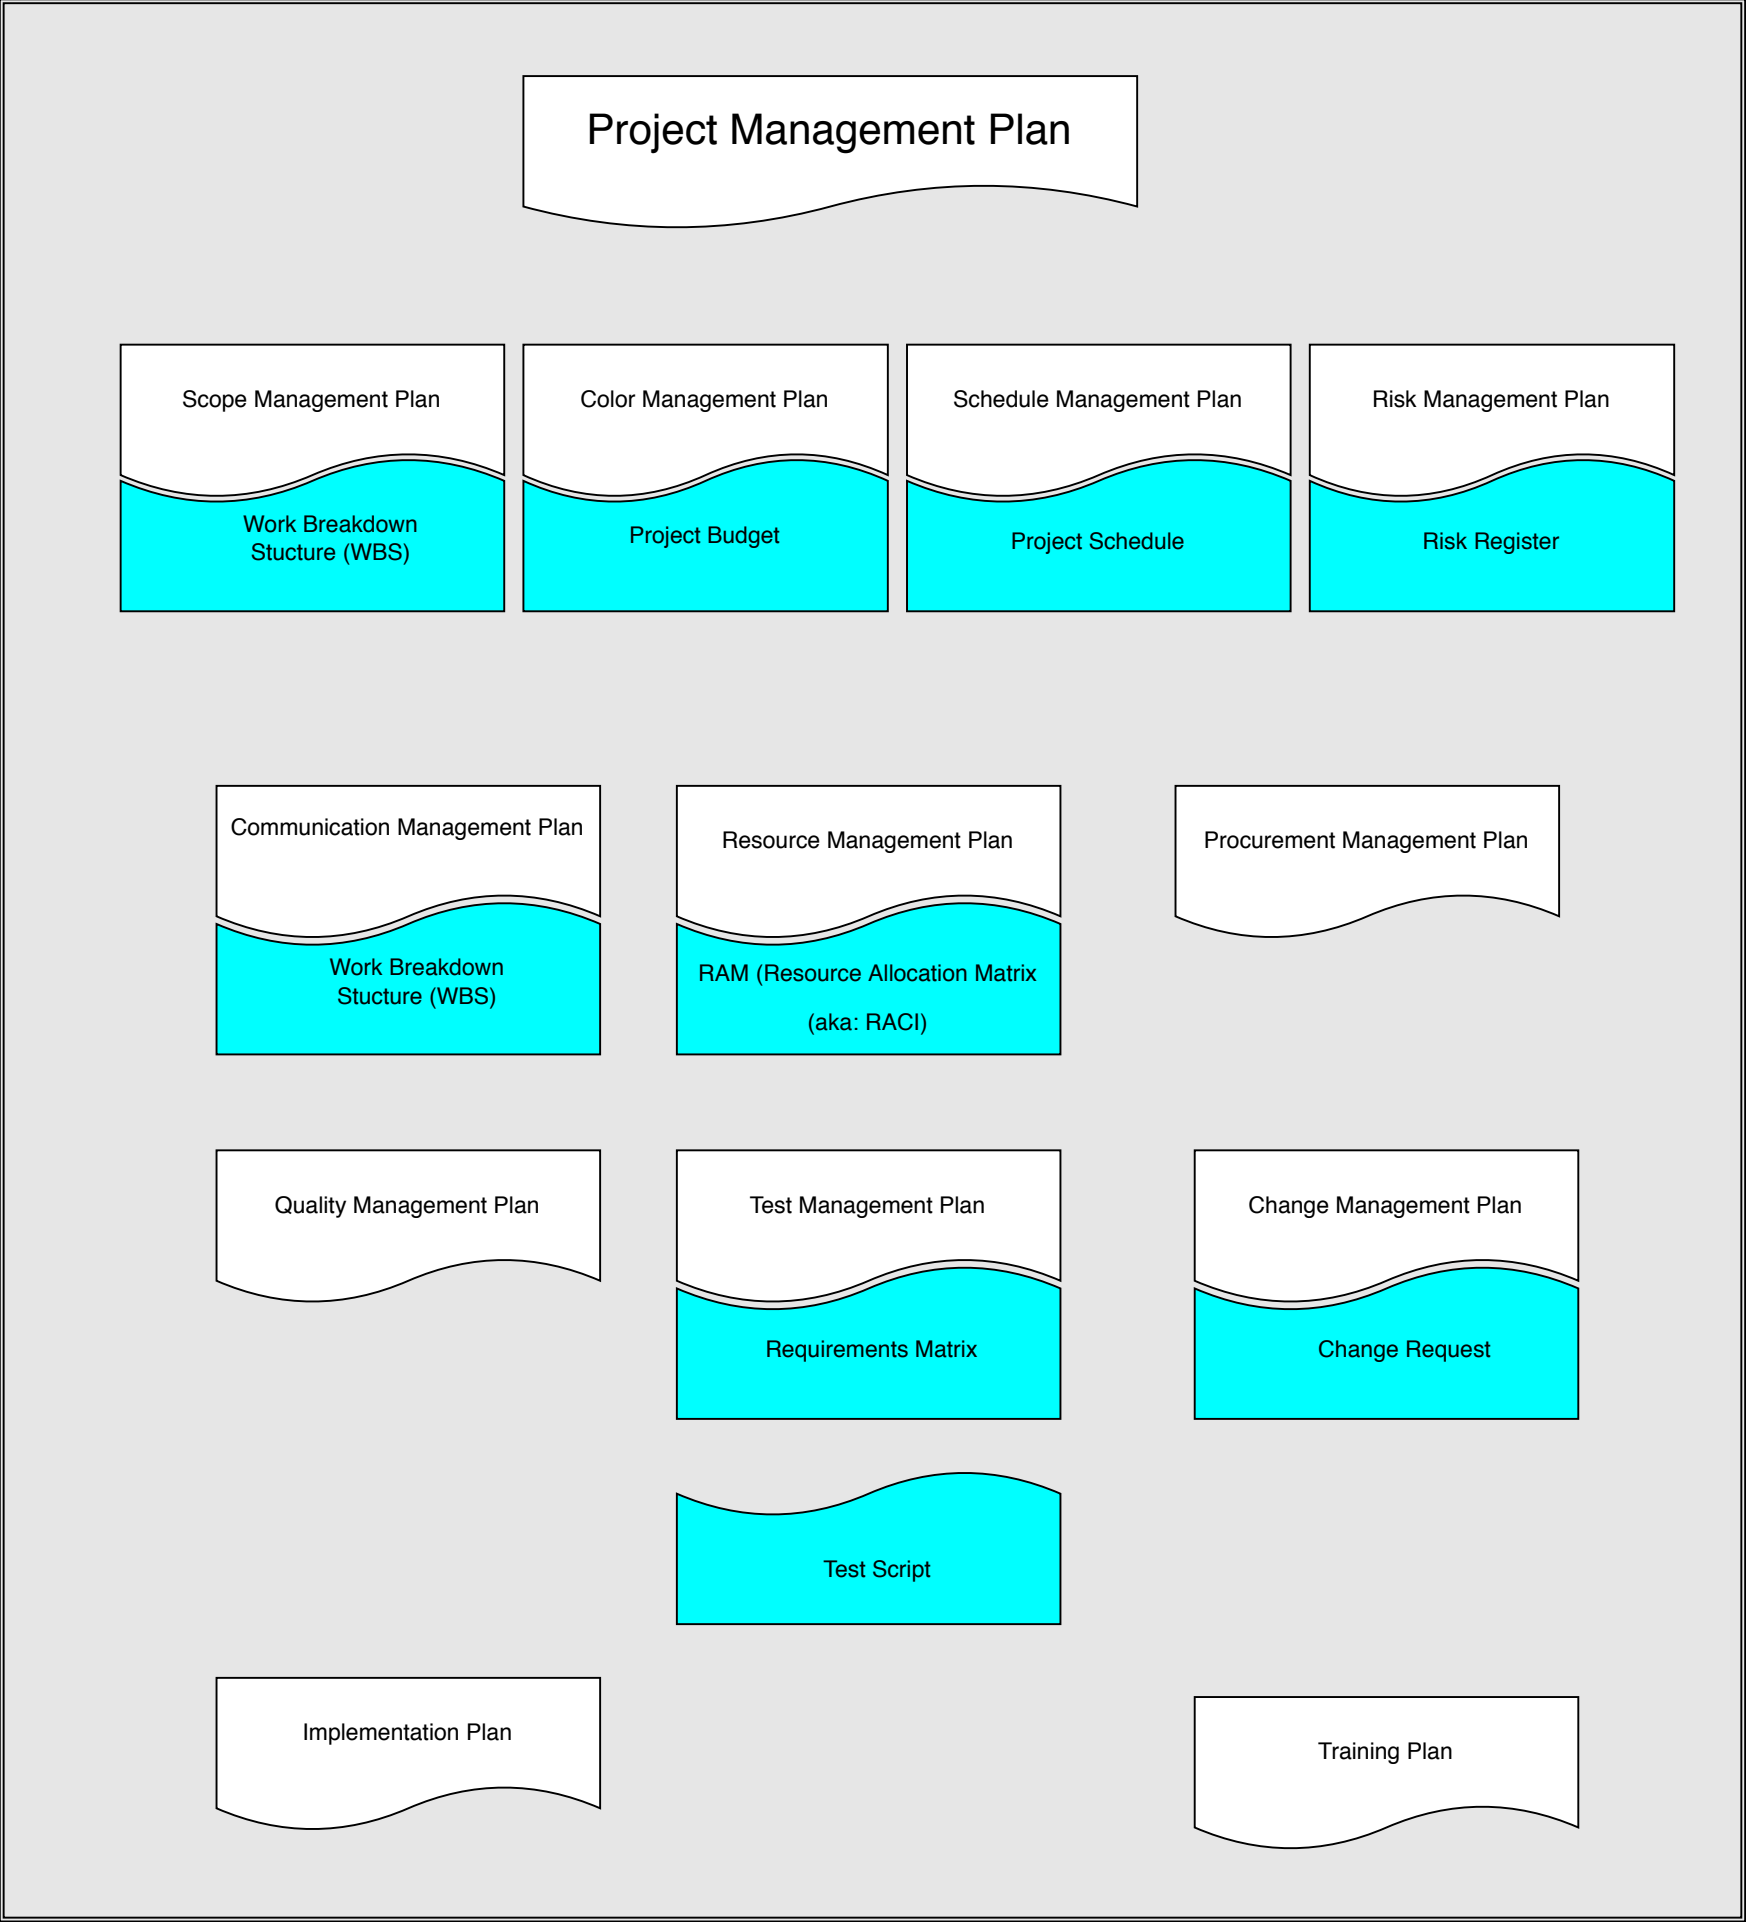 Project Management Plan
Scope Management Plan
Work Breakdown
Stucture (WBS)
Color Management Plan
Project Budget
Schedule Management Plan
Project Schedule
Risk Management Plan
Risk Register
Communication Management Plan
Work Breakdown
Stucture (WBS)
Resource Management Plan
RAM (Resource Allocation Matrix
(aka: RACI)
Procurement Management Plan
Quality Management Plan
Test Management Plan
Requirements Matrix
Test Script
Change Management Plan
Change Request
Implementation Plan
Training Plan